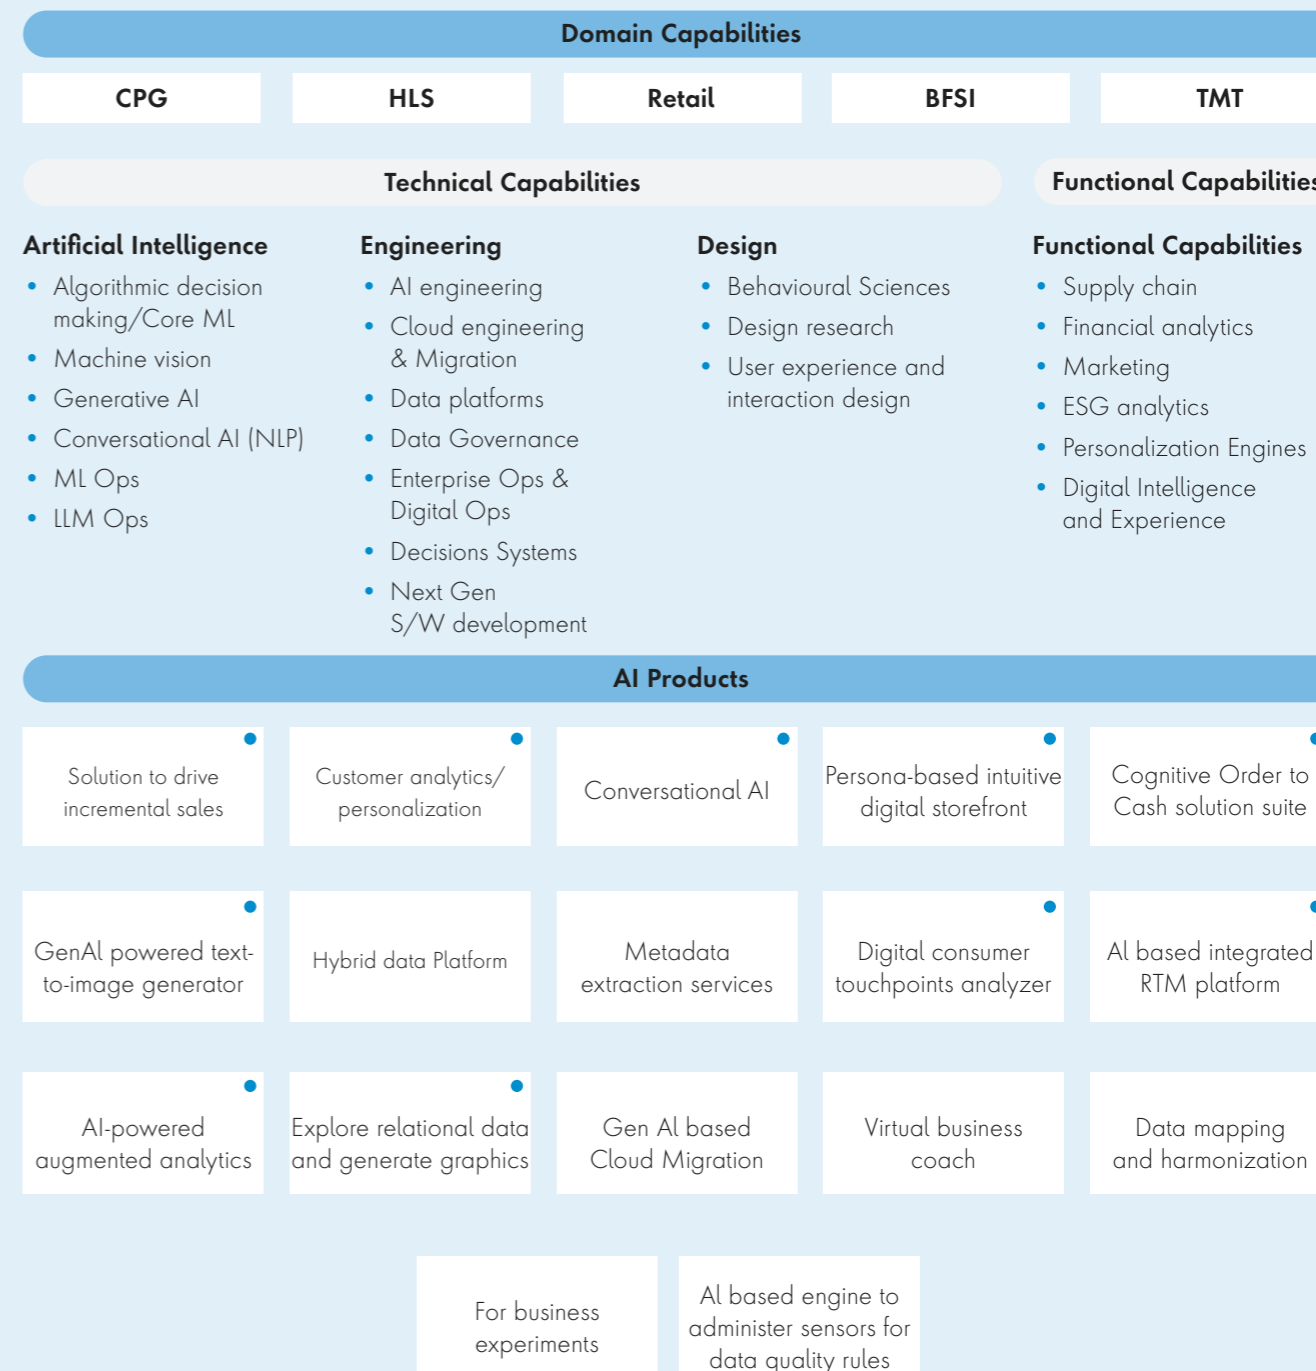 Domain Capabilities
CPG
HLS
Retail
BFSI
TMT
Technical Capabilities
Functional Capabilities
Artificial Intelligence
• Algorithmic decision
making/Core ML
• Machine vision
• Generative AI
• Conversational AI (NLP)
• ML Ops
• LLM Ops
Engineering
• AI engineering
• Cloud engineering
& Migration
• Data platforms
• Data Governance
• Enterprise Ops &
Digital Ops
• Decisions Systems
• Next Gen
S/W development
Design
• Behavioural Sciences
• Design research
• User experience and
interaction design
Functional Capabilities
• Supply chain
• Financial analytics
• Marketing
• ESG analytics
• Personalization Engines
• Digital Intelligence
and Experience
AI Products
Solution to drive
incremental sales
Customer analytics/
personalization
Conversational AI
Persona-based intuitive
digital storefront
Cognitive Order to
Cash solution suite
GenAI powered text-
to-image generator
Hybrid data Platform
Metadata
extraction services
Digital consumer
touchpoints analyzer
AI based integrated
RTM platform
AI-powered
augmented analytics
Explore relational data
and generate graphics
Gen AI based
Cloud Migration
Virtual business
coach
Data mapping
and harmonization
For business
experiments
AI based engine to
administer sensors for
data quality rules